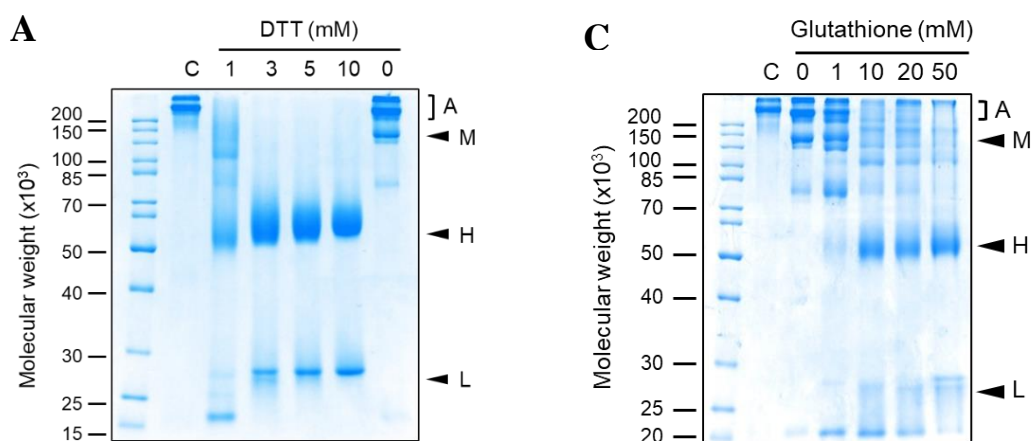 A
DTT (mM)
C 1 3 5 10 0
200
150
100
85
70
50
40
30
25
15
Molecular weight (x10³)
A
M
H
L
C
Glutathione (mM)
C 0 1 10 20 50
200
150
100
85
70
50
40
30
25
20
Molecular weight (x10³)
A
M
H
L